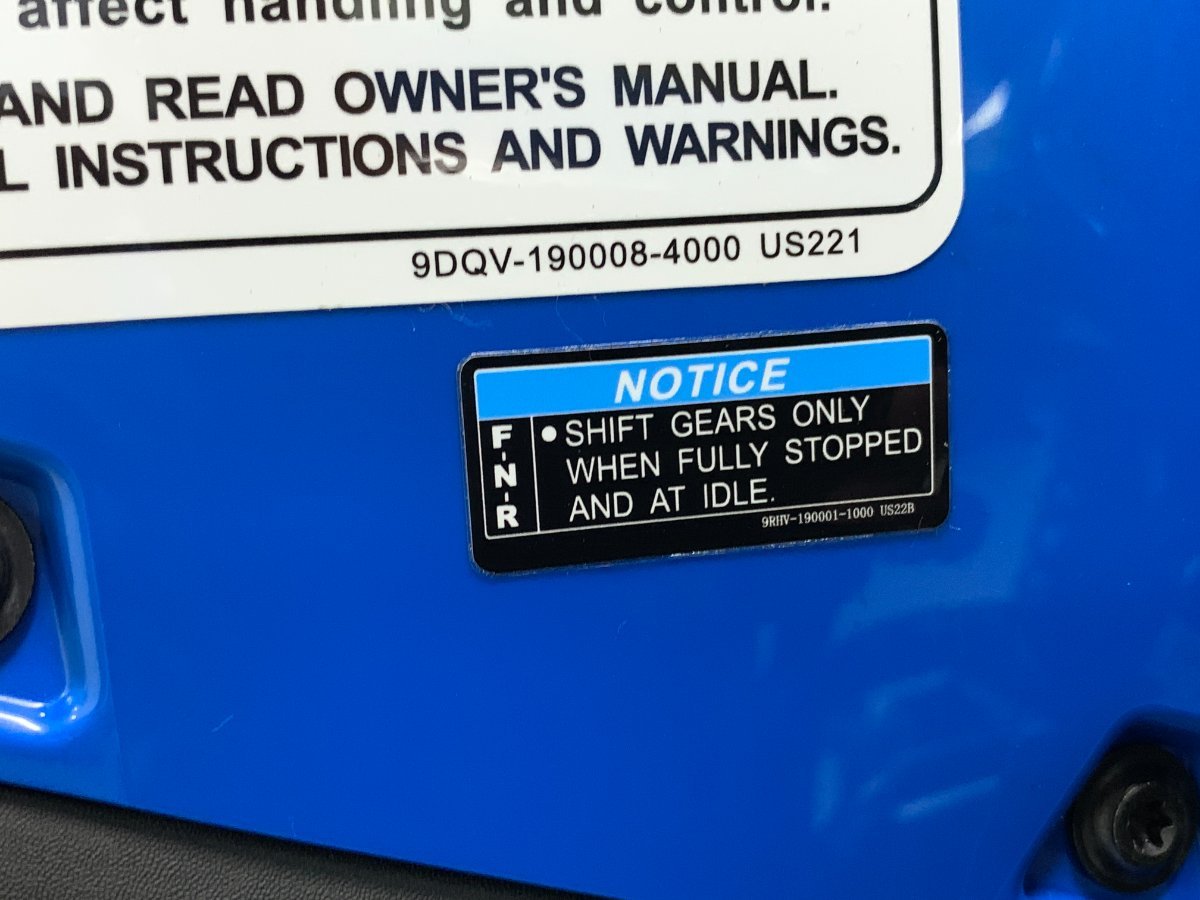 affect handling and control.
AND READ OWNER'S MANUAL.
L INSTRUCTIONS AND WARNINGS.
9DQV-190008-4000 US221
NOTICE
F-N-R
• SHIFT GEARS ONLY
WHEN FULLY STOPPED
AND AT IDLE.
9RHV-190001-1000 US22B